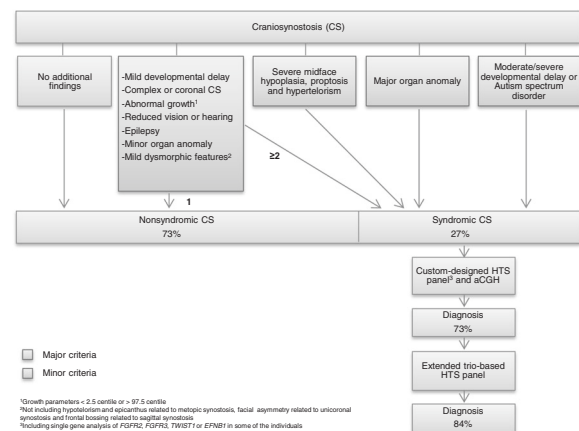 Craniosynostosis (CS)
No additional
findings
-Mild developmental delay
-Complex or coronal CS
-Abnormal growth¹
-Reduced vision or hearing
-Epilepsy
-Minor organ anomaly
-Mild dysmorphic features²
Severe midface
hypoplasia, proptosis
and hypertelorism
Major organ anomaly
Moderate/severe
developmental delay or
Autism spectrum
disorder
≥2
1
Nonsyndromic CS
73%
Syndromic CS
27%
Custom-designed HTS
panel³ and aCGH
Diagnosis
73%
Extended trio-based
HTS panel
Diagnosis
84%
Major criteria
Minor criteria
¹Growth parameters < 2.5 centile or > 97.5 centile
²Not including hypotelorism and epicanthus related to metopic synostosis, facial asymmetry related to unicoronal
synostosis and frontal bossing related to sagittal synostosis
³Including single gene analysis of FGFR2, FGFR3, TWIST1 or EFNB1 in some of the individuals